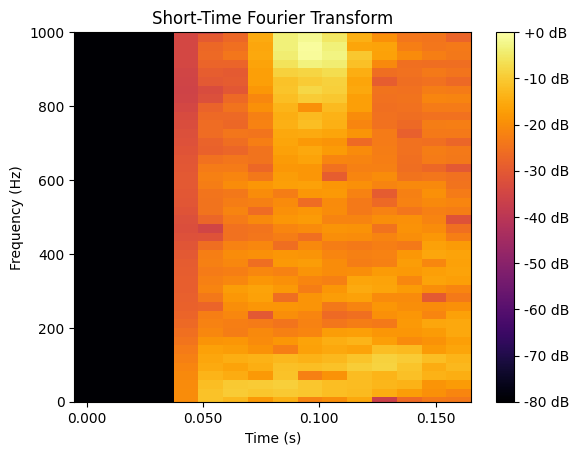 Short-Time Fourier Transform
1000
800
600
400
200
0
Frequency (Hz)
0.000
0.050
0.100
0.150
Time (s)
+0 dB
-10 dB
-20 dB
-30 dB
-40 dB
-50 dB
-60 dB
-70 dB
-80 dB